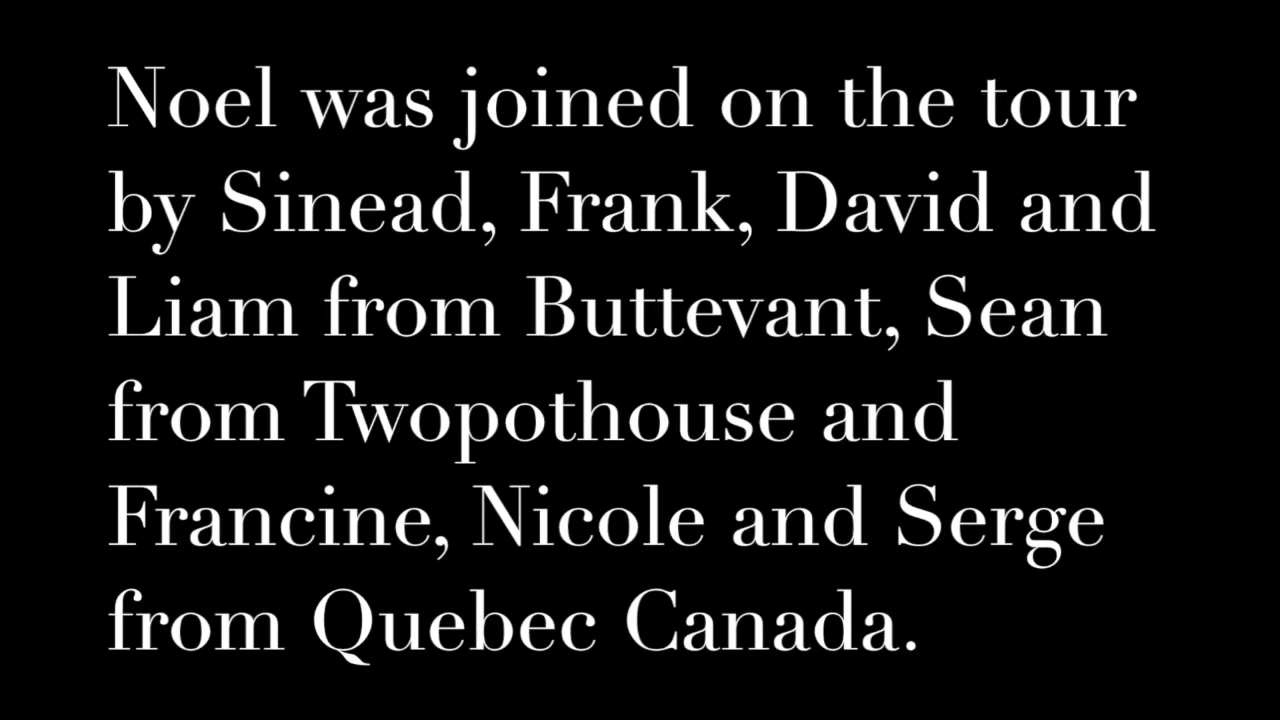 Noel was joined on the tour
by Sinead, Frank, David and
Liam from Buttevant, Sean
from Twopothouse and
Francine, Nicole and Serge
from Quebec Canada.